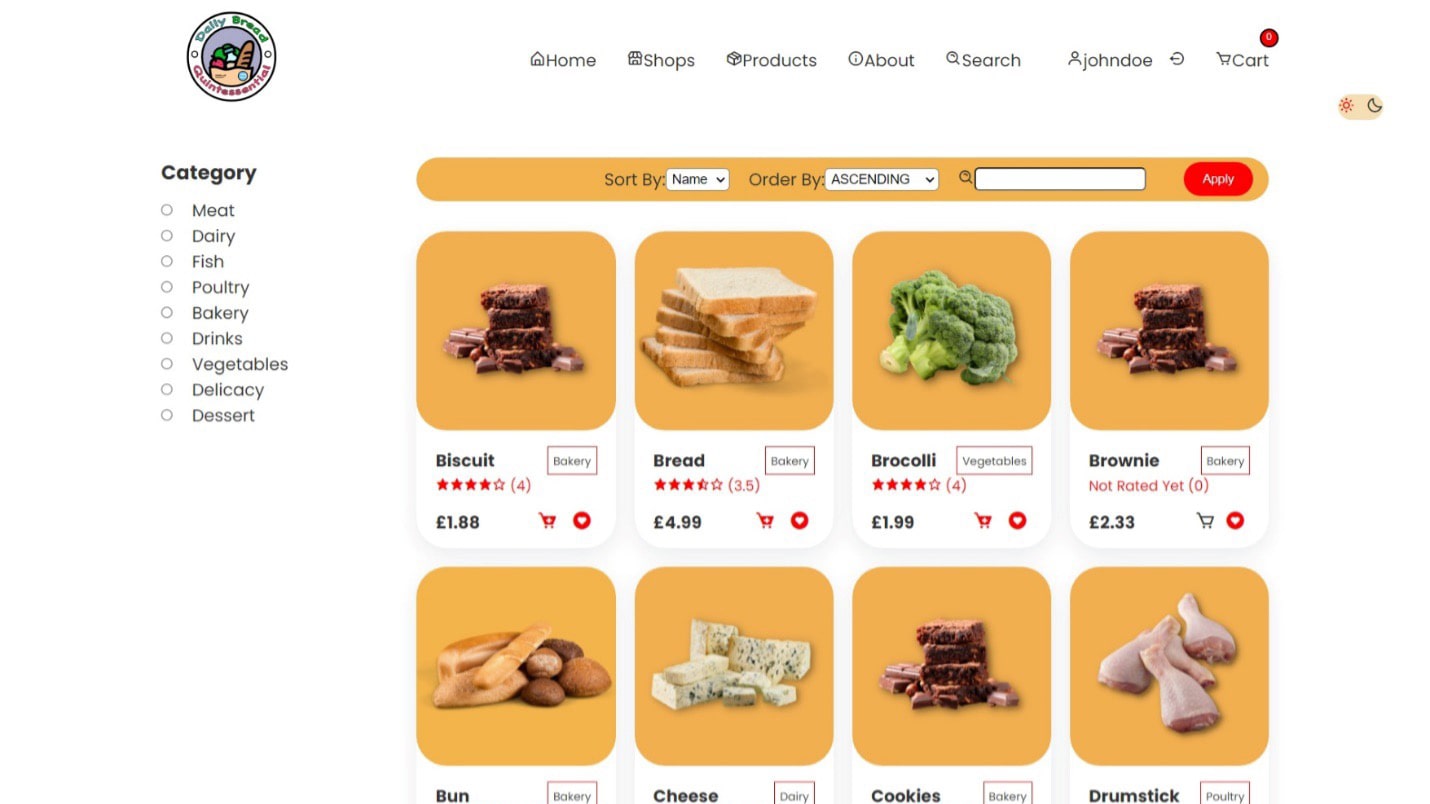 Daily Bread
Quintessential
Home Shops Products About Search johndoe 0 Cart
Category
Meat
Dairy
Fish
Poultry
Bakery
Drinks
Vegetables
Delicacy
Dessert
Sort By: Name Order By: ASCENDING Apply
Biscuit Bakery
(4)
£1.88
Bread Bakery
(3.5)
£4.99
Brocolli Vegetables
(4)
£1.99
Brownie Bakery
Not Rated Yet (0)
£2.33
Bun Bakery
Cheese Dairy
Cookies Bakery
Drumstick Poultry